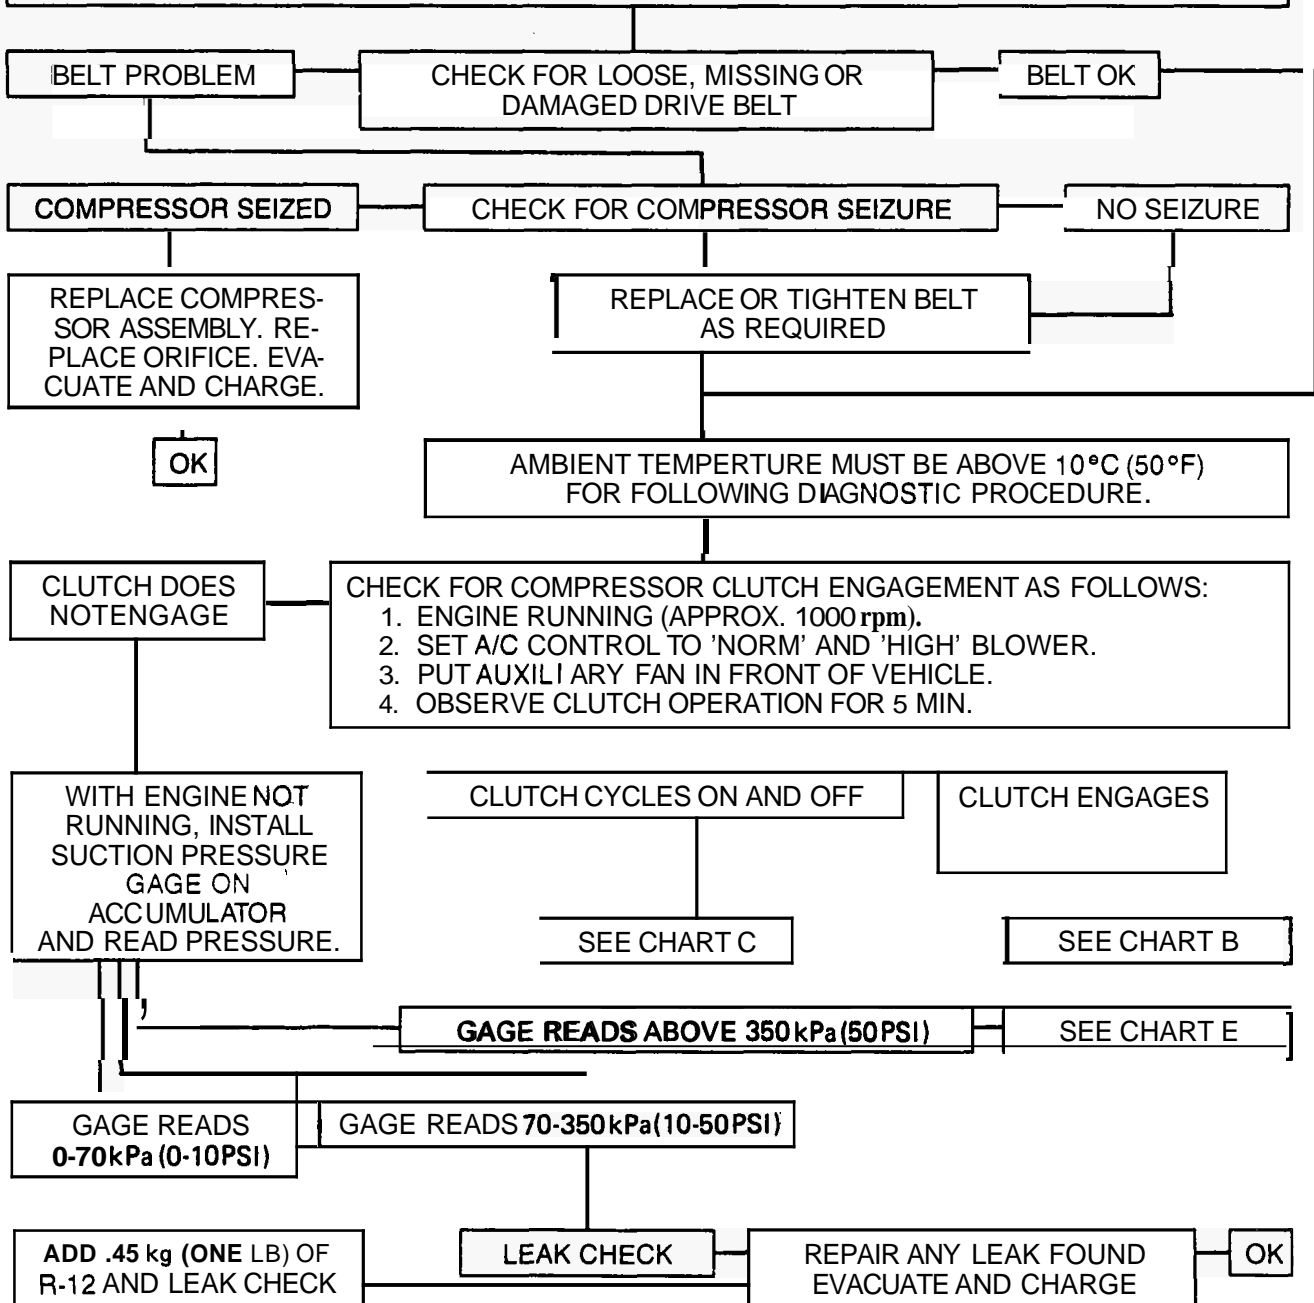 BELT PROBLEM
CHECK FOR LOOSE, MISSING OR
DAMAGED DRIVE BELT
BELT OK
COMPRESSOR SEIZED
CHECK FOR COMPRESSOR SEIZURE
NO SEIZURE
REPLACE COMPRES-
SOR ASSEMBLY. RE-
PLACE ORIFICE. EVA-
CUATE AND CHARGE.
REPLACE OR TIGHTEN BELT
AS REQUIRED
OK
AMBIENT TEMPERTURE MUST BE ABOVE 10°C (50°F)
FOR FOLLOWING DIAGNOSTIC PROCEDURE.
CLUTCH DOES
NOTENGAGE
CHECK FOR COMPRESSOR CLUTCH ENGAGEMENT AS FOLLOWS:
1. ENGINE RUNNING (APPROX. 1000 rpm).
2. SET A/C CONTROL TO 'NORM' AND 'HIGH' BLOWER.
3. PUT AUXILIARY FAN IN FRONT OF VEHICLE.
4. OBSERVE CLUTCH OPERATION FOR 5 MIN.
WITH ENGINE NOT
RUNNING, INSTALL
SUCTION PRESSURE
GAGE ON
ACCUMULATOR
AND READ PRESSURE.
CLUTCH CYCLES ON AND OFF
CLUTCH ENGAGES
SEE CHART C
SEE CHART B
GAGE READS ABOVE 350 kPa (50 PSI)
SEE CHART E
GAGE READS
0-70 kPa (0-10 PSI)
GAGE READS 70-350 kPa (10-50 PSI)
ADD .45 kg (ONE LB) OF
R-12 AND LEAK CHECK
LEAK CHECK
REPAIR ANY LEAK FOUND
EVACUATE AND CHARGE
OK